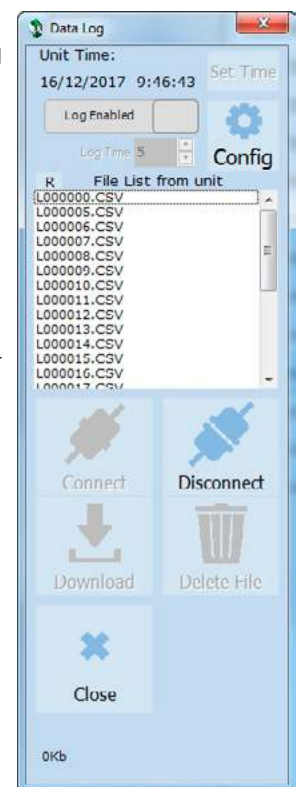 Data Log
Unit Time:
16/12/2017 9:46:43
Set Time
Log Enabled
Log Time 5
Config
R File List from unit
L000000.CSV
L000005.CSV
L000006.CSV
L000007.CSV
L000008.CSV
L000009.CSV
L000010.CSV
L000011.CSV
L000012.CSV
L000013.CSV
L000014.CSV
L000015.CSV
L000016.CSV
L000017.CSV
Connect Disconnect
Download Delete File
Close
0Kb